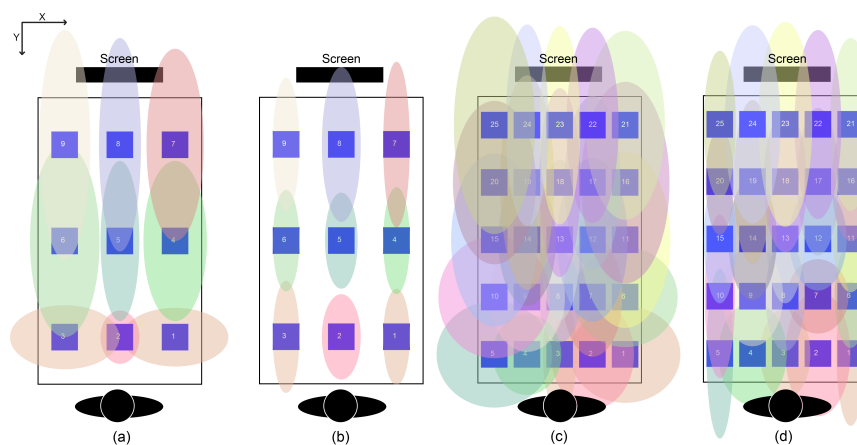 X
Y
Screen
9 8 7
6 5 4
3 2 1
(a)
Screen
9 8 7
6 5 4
3 2 1
(b)
Screen
25 24 23 22 21
20 19 18 17 16
15 14 13 12 11
10 9 8 7 6
5 4 3 2 1
(c)
Screen
25 24 23 22 21
20 19 18 17 16
15 14 13 12
10 9 8 7 6
5 4 3 2 1
(d)